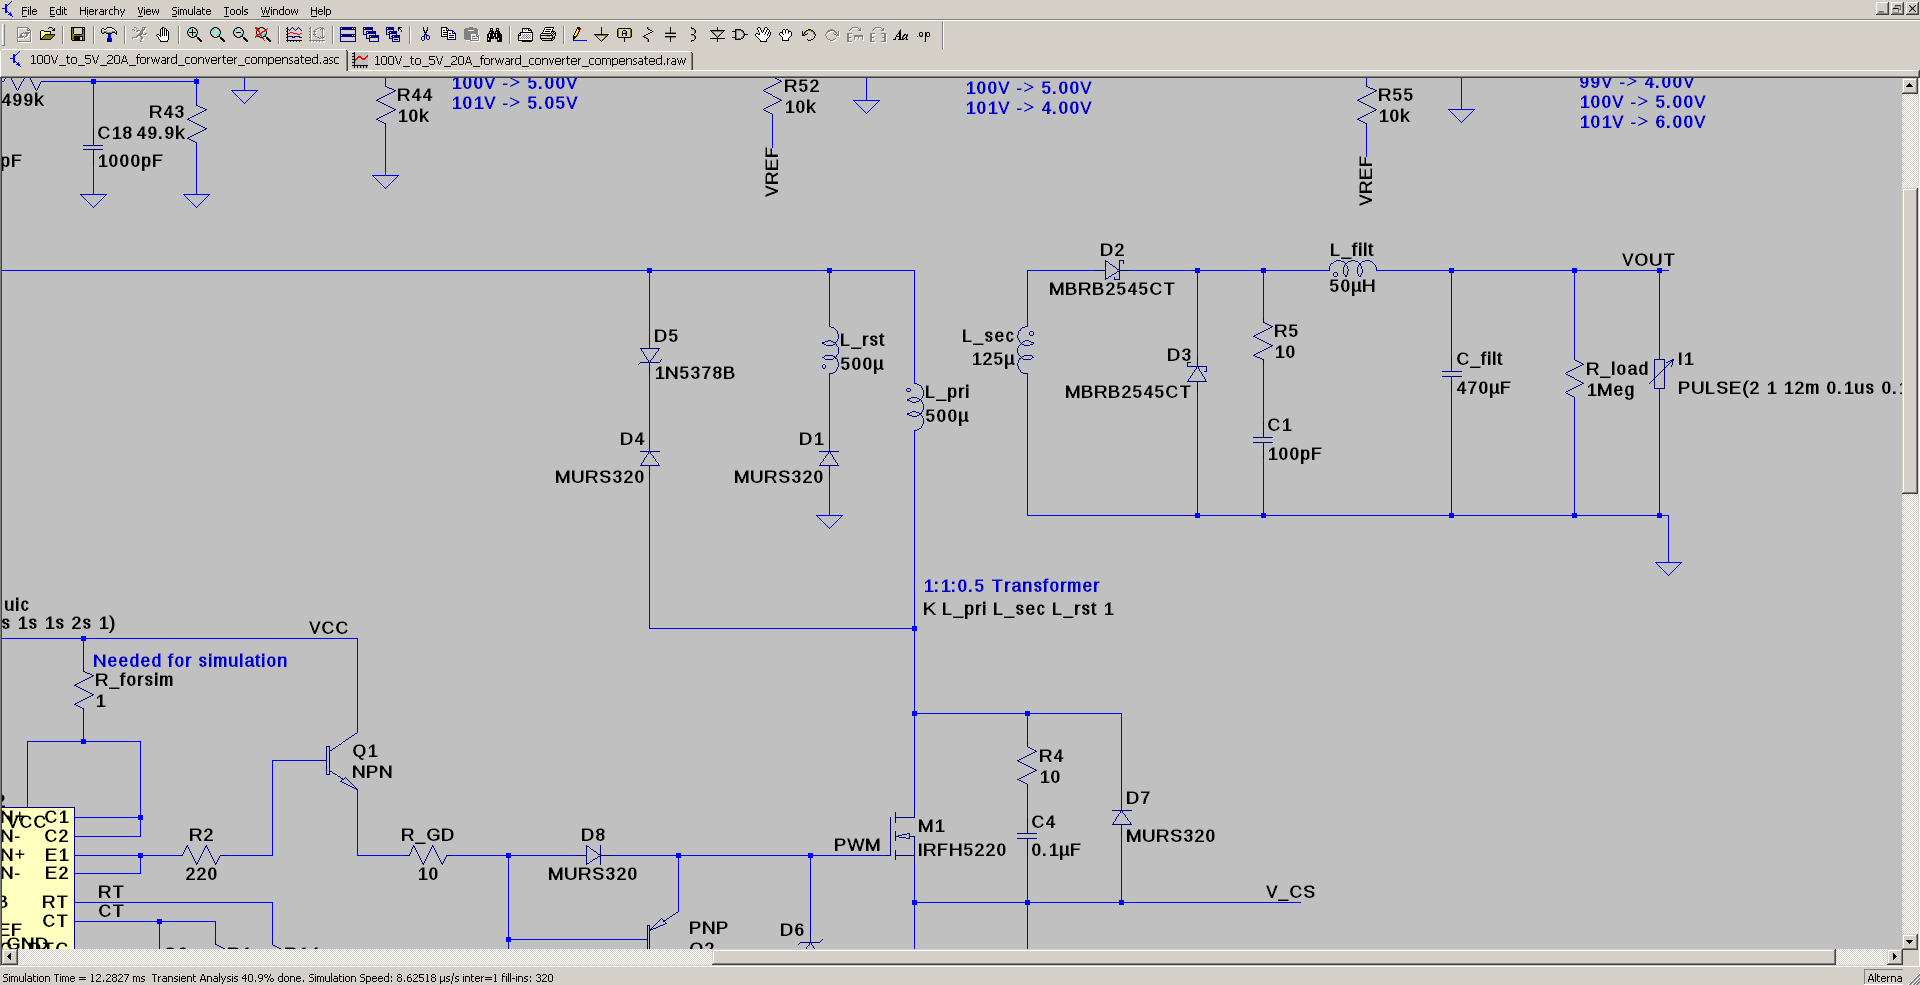 File Edit Hierarchy View Simulate Tools Window Help
100V_to_5V_20A_forward_converter_compensated.asc
100V_to_5V_20A_forward_converter_compensated.raw
499k
C18
1000pF
R43
49.9k
pF
R44
10k
100V -> 5.00V
101V -> 5.05V
R52
10k
VREF
100V -> 5.00V
101V -> 4.00V
R55
10k
VREF
99V -> 4.00V
100V -> 5.00V
101V -> 6.00V
D5
1N5378B
D4
MURS320
L_rst
500µ
D1
MURS320
L_pri
500µ
L_sec
125µ
D2
MBRB2545CT
D3
MBRB2545CT
R5
10
C1
100pF
L_filt
50µH
C_filt
470µF
VOUT
R_load
1Meg
I1
PULSE(2 1 12m 0.1us 0.1
1:1:0.5 Transformer
K L_pri L_sec L_rst 1
uic
s 1s 1s 2s 1)
VCC
Needed for simulation
R_forsim
1
Q1
NPN
R2
220
R_GD
10
D8
MURS320
PWM
M1
IRFH5220
R4
10
C4
0.1µF
D7
MURS320
V_CS
PNP
Q2
D6
N+ VCC C1
N- C2
N+ E1
N- E2
RT
CT
EF
GND
RT
CT
Simulation Time = 12.2827 ms Transient Analysis 40.9% done. Simulation Speed: 8.62518 µs/s inter=1 fill-ins: 320
Alterna